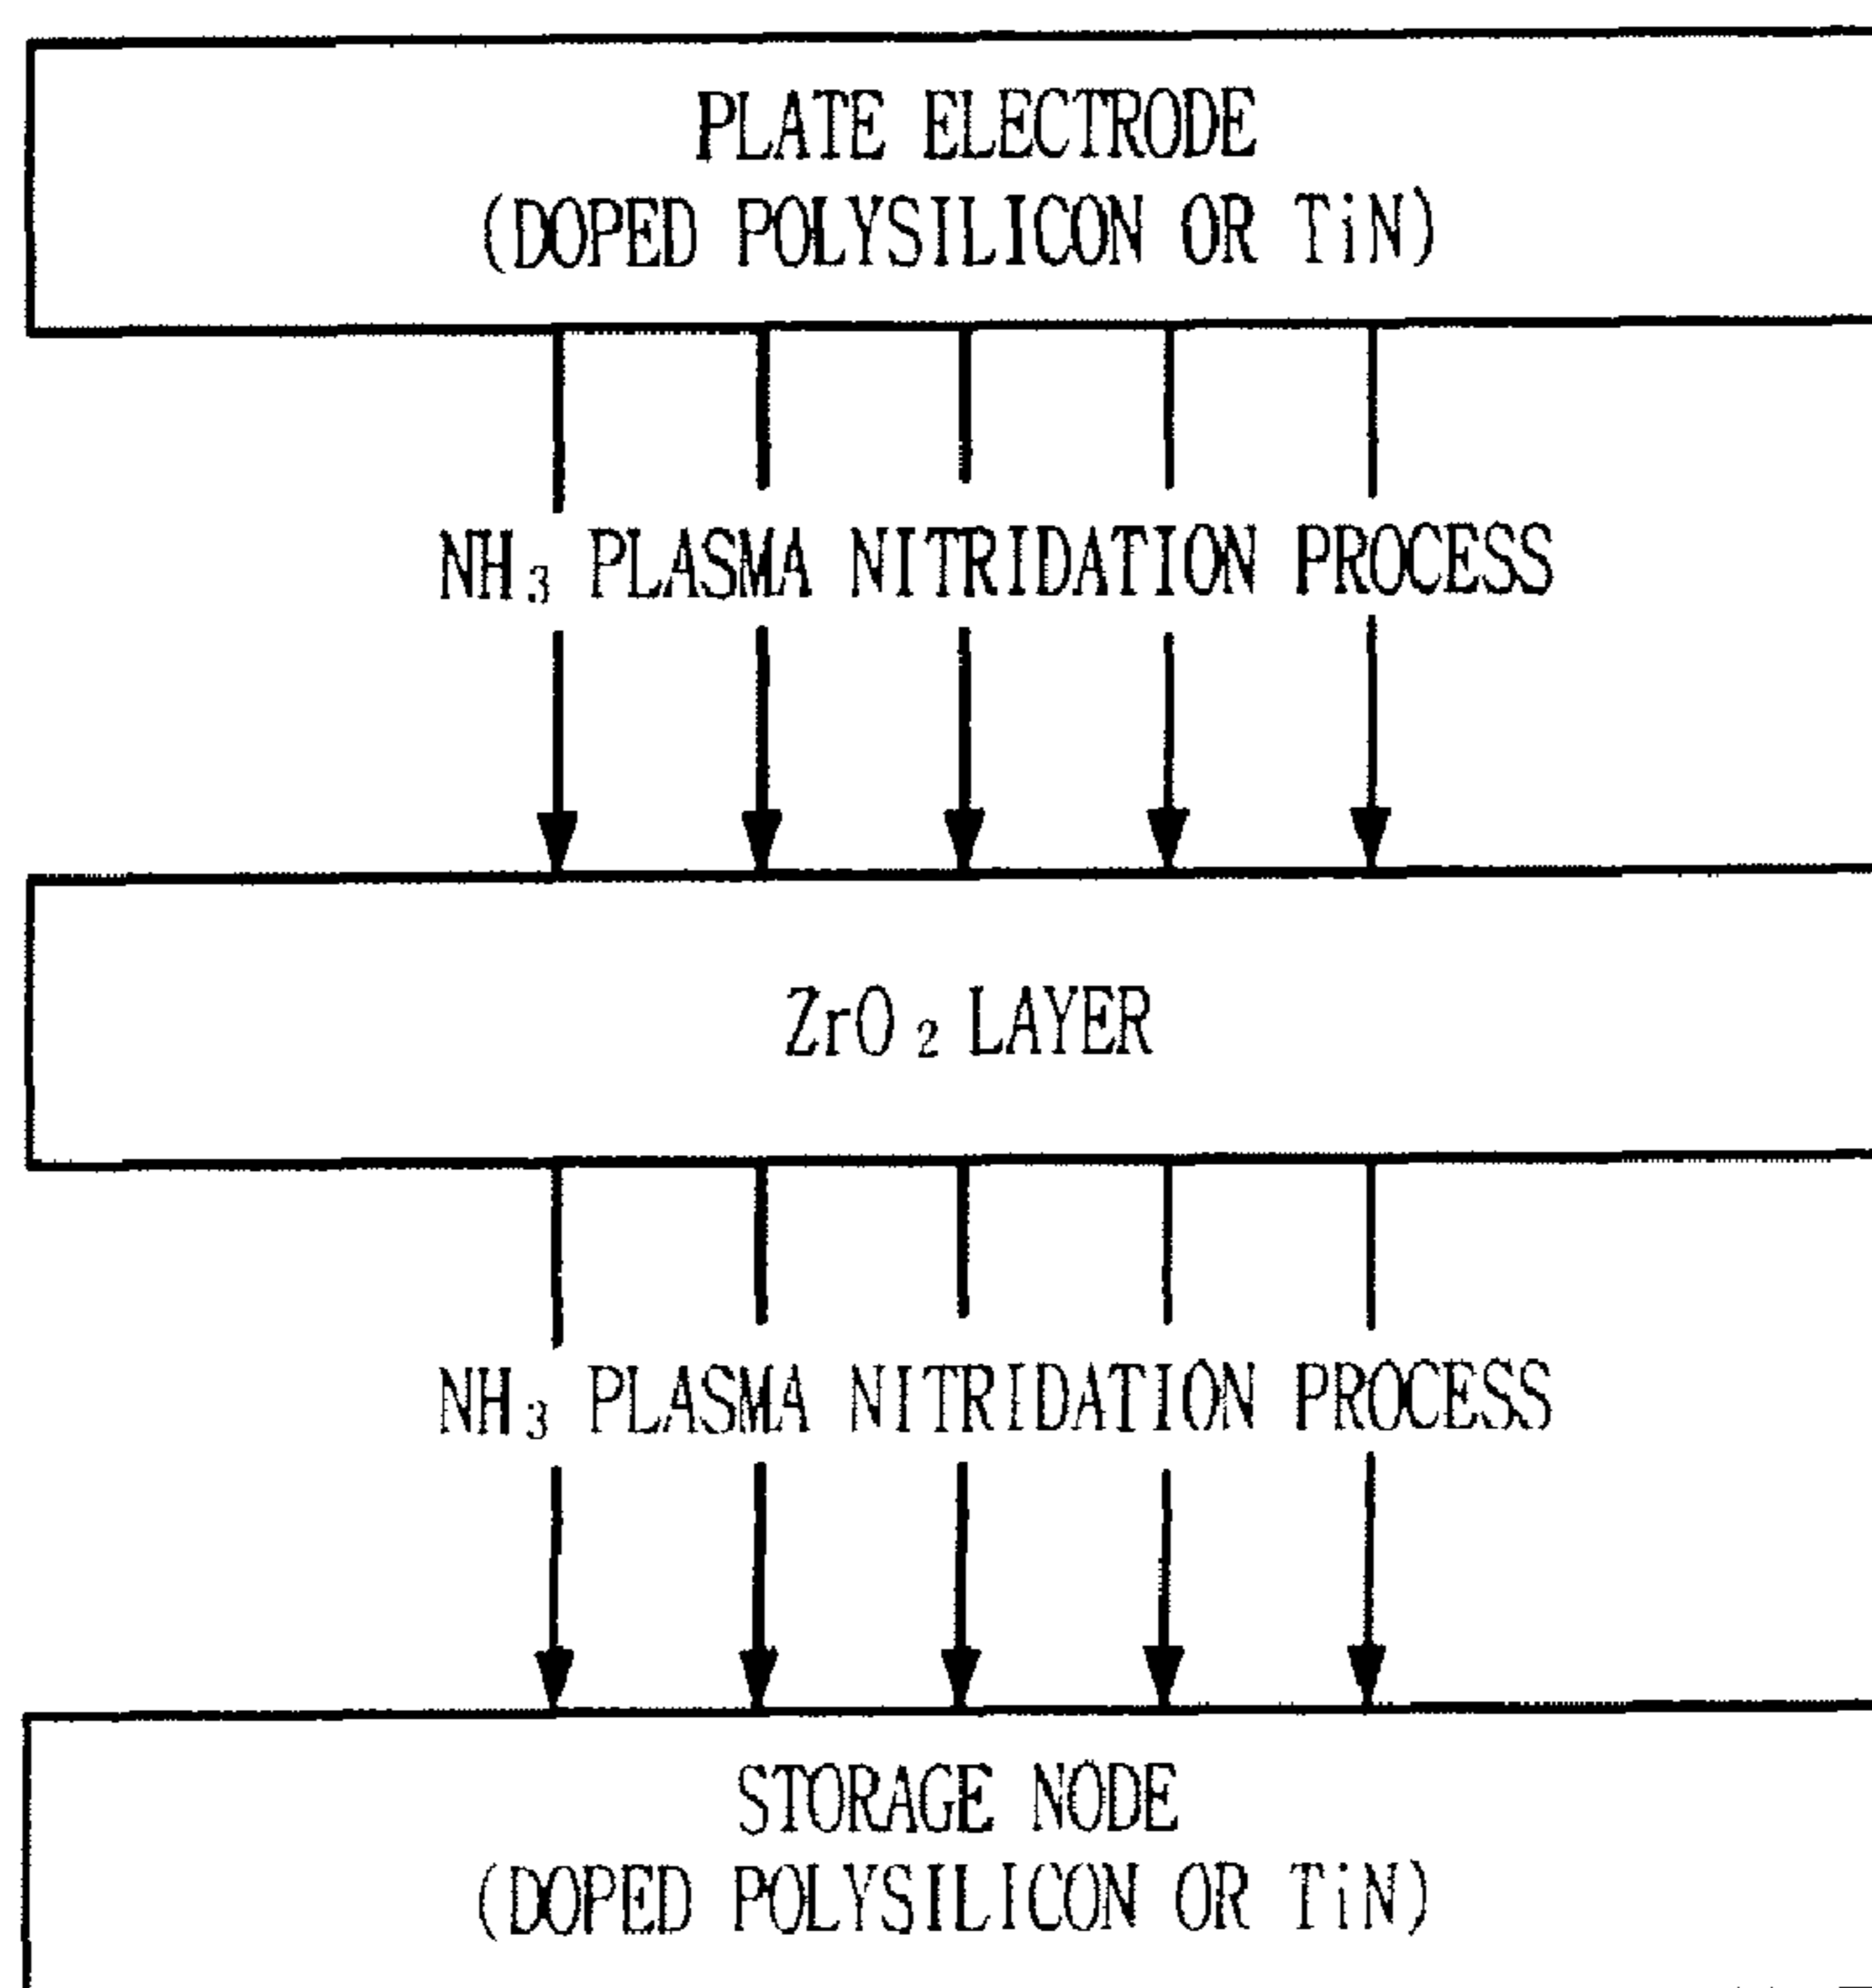 PLATE ELECTRODE
(DOPED POLYSILICON OR TiN)
NH₃ PLASMA NITRIDATION PROCESS
ZrO₂ LAYER
NH₃ PLASMA NITRIDATION PROCESS
STORAGE NODE
(DOPED POLYSILICON OR TiN)